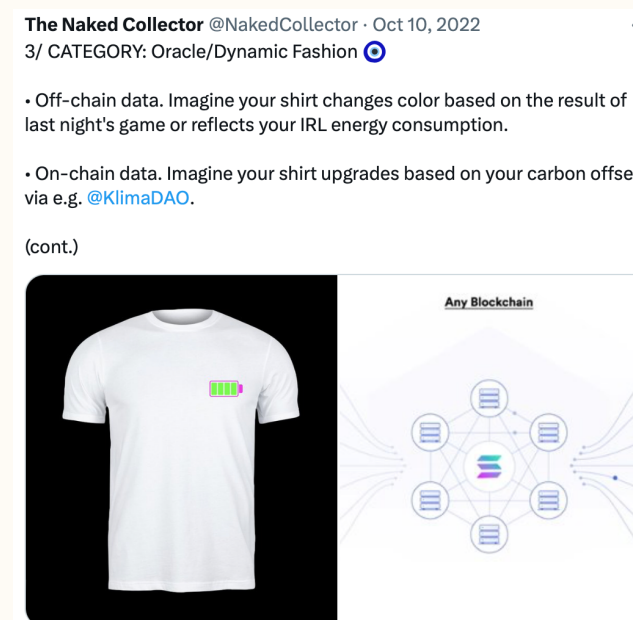 The Naked Collector @NakedCollector · Oct 10, 2022
3/ CATEGORY: Oracle/Dynamic Fashion 🧿
• Off-chain data. Imagine your shirt changes color based on the result of
last night's game or reflects your IRL energy consumption.
• On-chain data. Imagine your shirt upgrades based on your carbon offse
via e.g. @KlimaDAO.
(cont.)
Any Blockchain